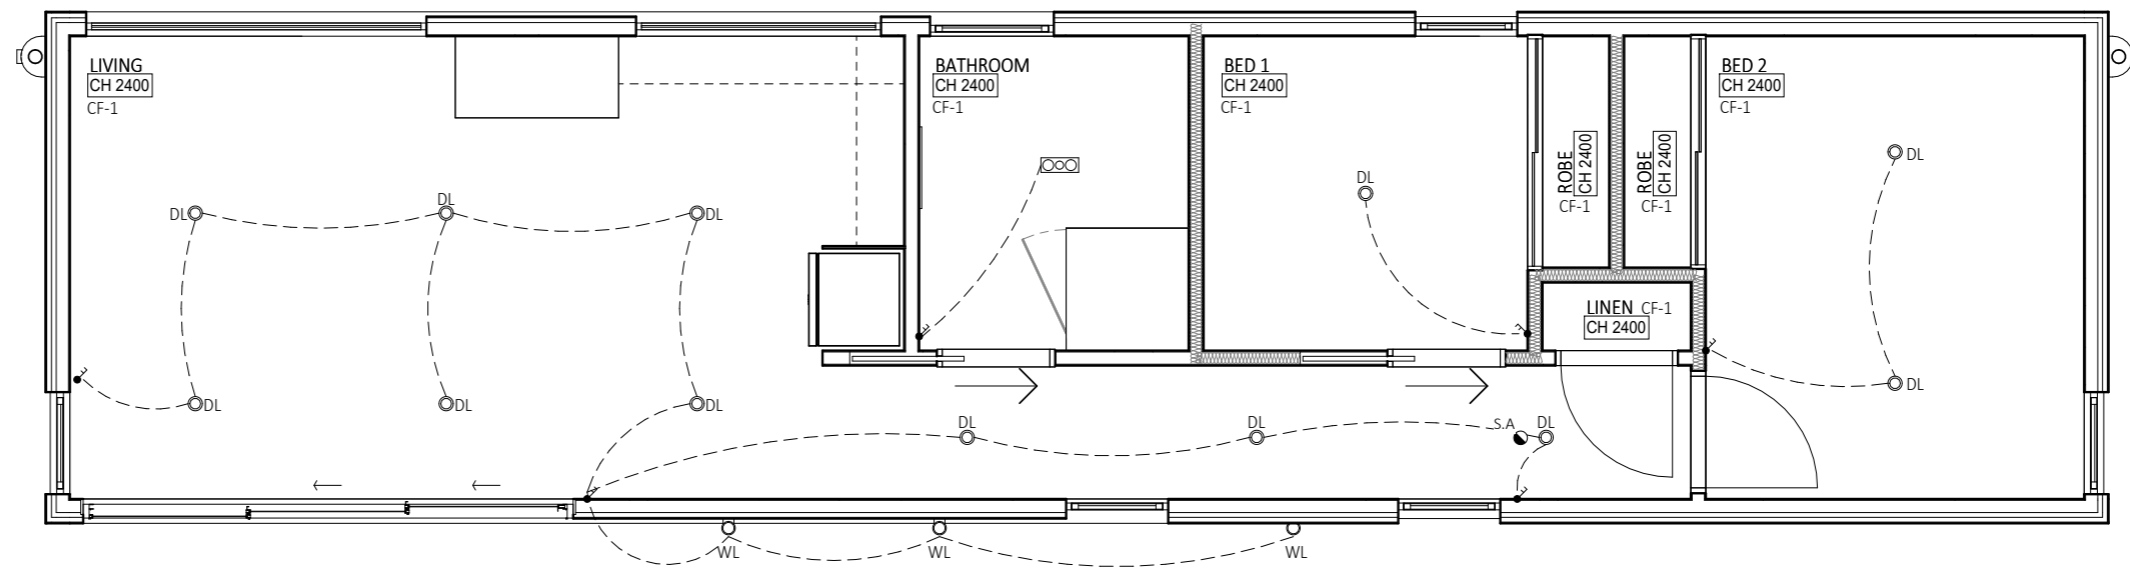 LIVING
CH 2400
CF-1
BATHROOM
CH 2400
CF-1
BED 1
CH 2400
CF-1
ROBE
CH 2400
CF-1
ROBE
CH 2400
CF-1
BED 2
CH 2400
CF-1
DL
DL
DL
DL
DL
LINEN CF-1
CH 2400
DL
DL
DL
DL
DL
DL
S.A
DL
WL
WL
WL